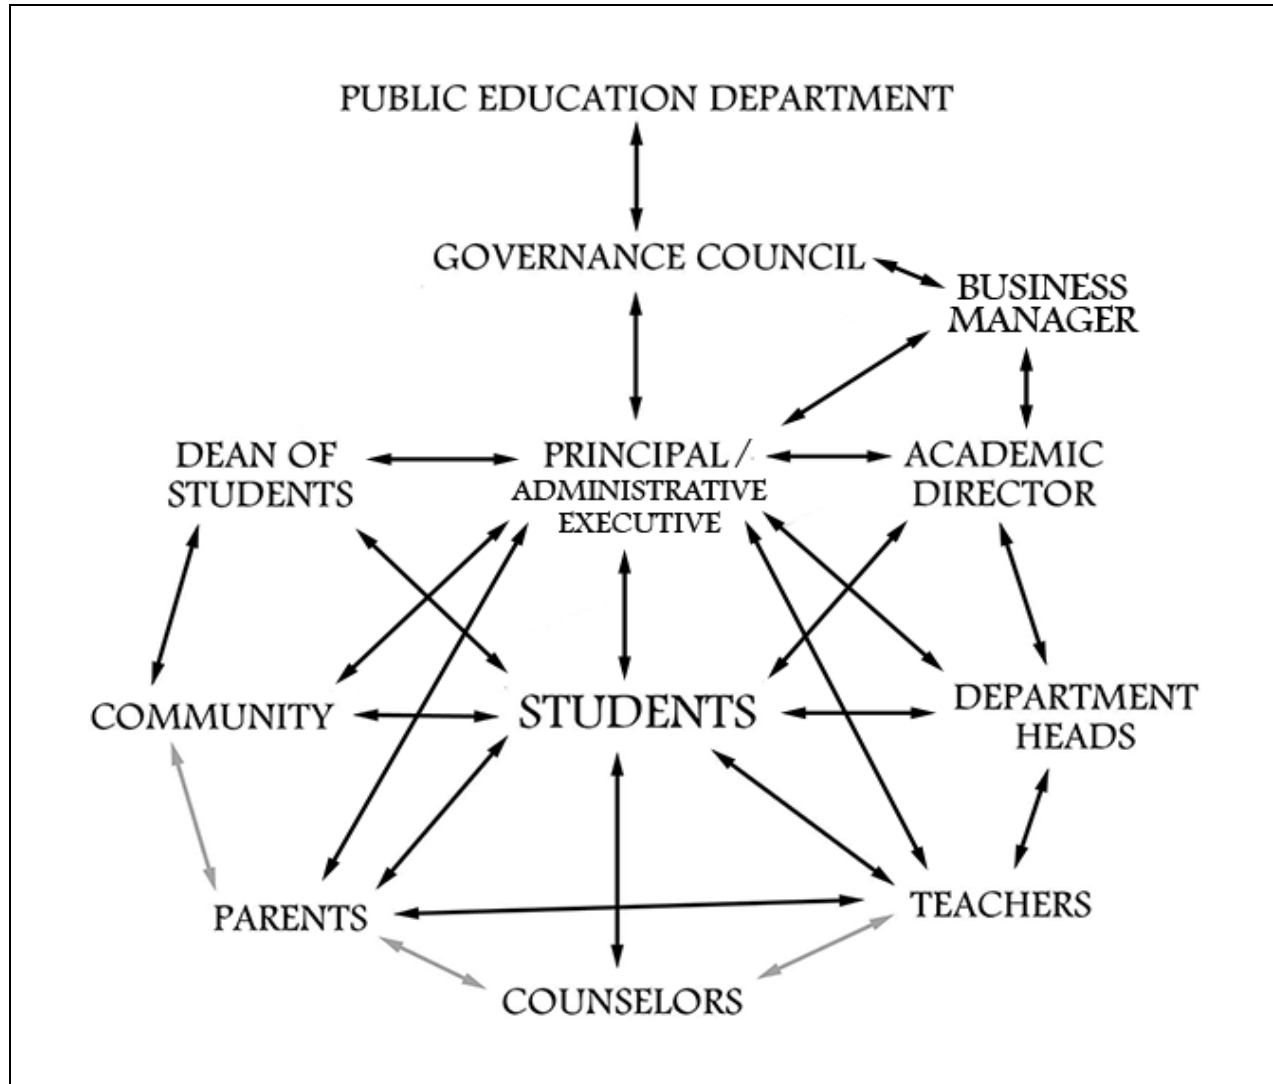 PUBLIC EDUCATION DEPARTMENT
GOVERNANCE COUNCIL
BUSINESS
MANAGER
DEAN OF
STUDENTS
PRINCIPAL /
ADMINISTRATIVE
EXECUTIVE
ACADEMIC
DIRECTOR
COMMUNITY
STUDENTS
DEPARTMENT
HEADS
PARENTS
TEACHERS
COUNSELORS